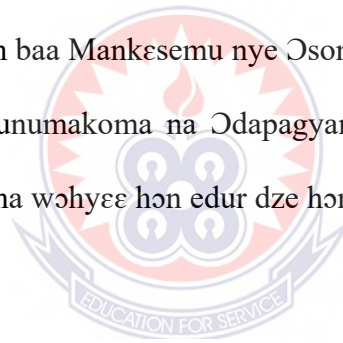 baa Mankɛsemu nye Ɔson
unumakoma na Ɔdapagyan
na wɔhyɛɛ hɔn edur dze hɔn
EDUCATION FOR SERVICE